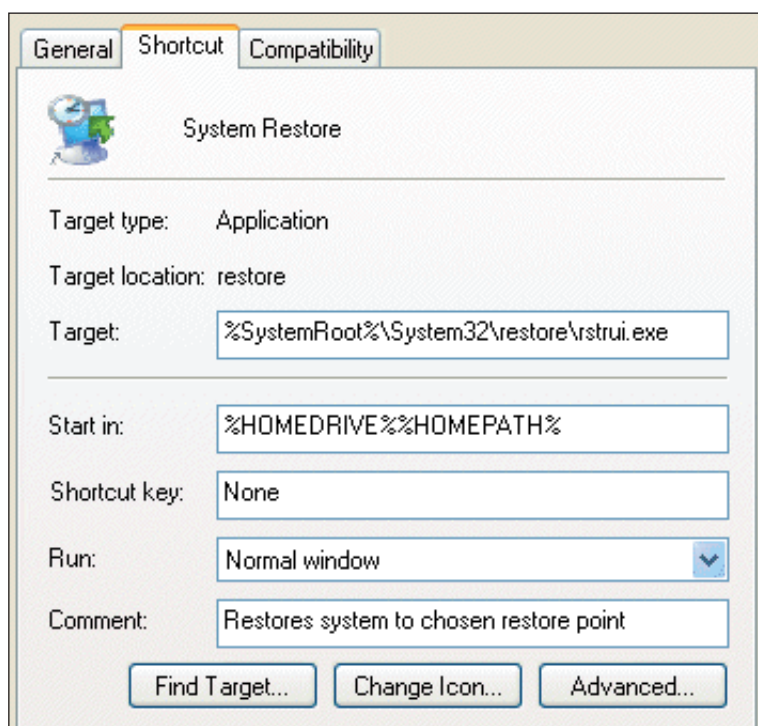 General Shortcut Compatibility
System Restore
Target type: Application
Target location: restore
Target: %SystemRoot%\System32\restore\rstrui.exe
Start in: %HOMEDRIVE%%HOMEPATH%
Shortcut key: None
Run: Normal window
Comment: Restores system to chosen restore point
Find Target... Change Icon... Advanced...